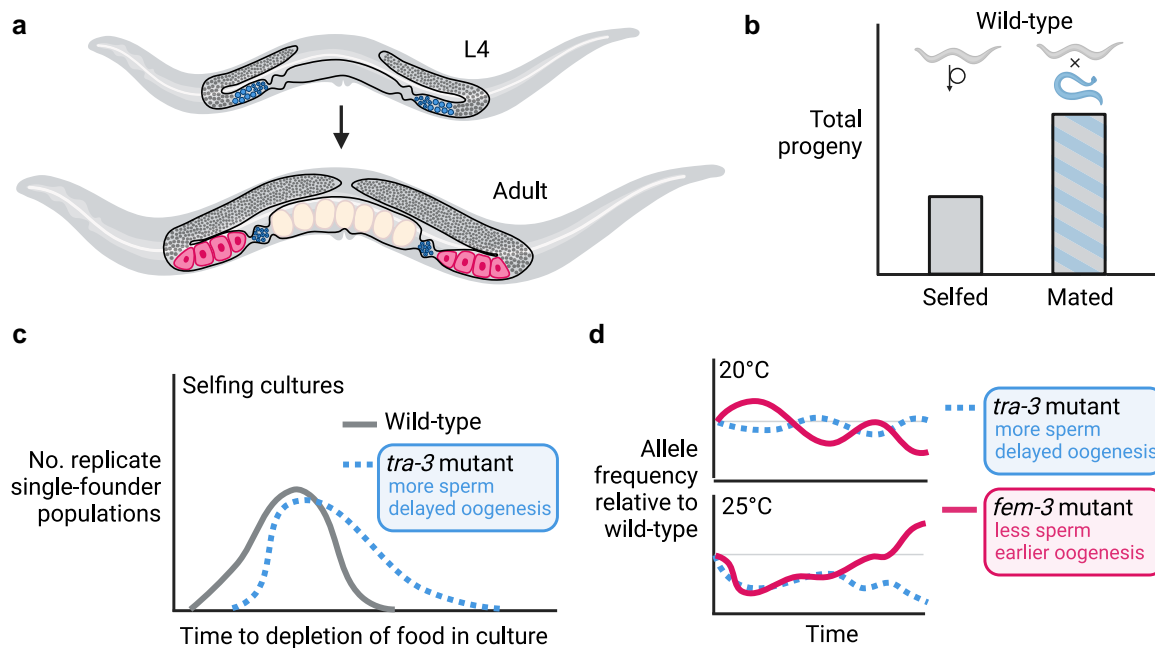 a
L4
Adult
b
Wild-type
×
Total
progeny
Selfed
Mated
c
Selfing cultures
Wild-type
tra-3 mutant
more sperm
delayed oogenesis
No. replicate
single-founder
populations
Time to depletion of food in culture
d
20°C
Allele
frequency
relative to
wild-type
25°C
Time
tra-3 mutant
more sperm
delayed oogenesis
fem-3 mutant
less sperm
earlier oogenesis